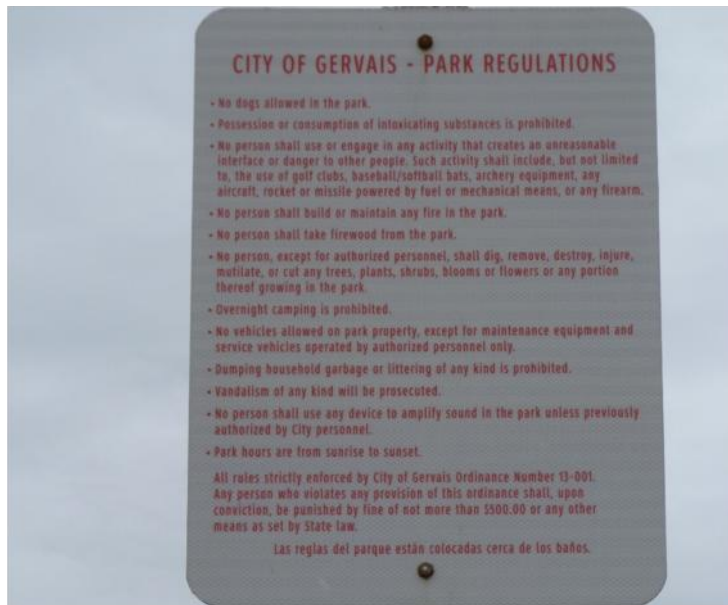 CITY OF GERVAIS - PARK REGULATIONS
• No dogs allowed in the park.
• Possession or consumption of intoxicating substances is prohibited.
• No person shall use or engage in any activity that creates an unreasonable
interface or danger to other people. Such activity shall include, but not limited
to, the use of golf clubs, baseball/softball bats, archery equipment, any
aircraft, rocket or missile powered by fuel or mechanical means, or any firearm.
• No person shall build or maintain any fire in the park.
• No person shall take firewood from the park.
• No person, except for authorized personnel, shall dig, remove, destroy, injure,
mutilate, or cut any trees, plants, shrubs, blooms or flowers or any portion
thereof growing in the park.
• Overnight camping is prohibited.
• No vehicles allowed on park property, except for maintenance equipment and
service vehicles operated by authorized personnel only.
• Dumping household garbage or littering of any kind is prohibited.
• Vandalism of any kind will be prosecuted.
• No person shall use any device to amplify sound in the park unless previously
authorized by City personnel.
• Park hours are from sunrise to sunset.
All rules strictly enforced by City of Gervais Ordinance Number 13-001.
Any person who violates any provision of this ordinance shall, upon
conviction, be punished by fine of not more than $500.00 or any other
means as set by State law.
Las reglas del parque están colocadas cerca de los baños.